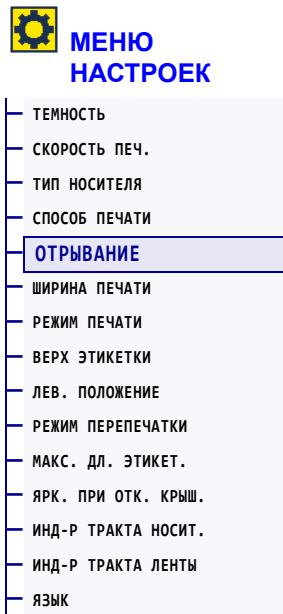 МЕНЮ
НАСТРОЕК
ТЕМНОСТЬ
СКОРОСТЬ ПЕЧ.
ТИП НОСИТЕЛЯ
СПОСОБ ПЕЧАТИ
ОТРЫВАНИЕ
ШИРИНА ПЕЧАТИ
РЕЖИМ ПЕЧАТИ
ВЕРХ ЭТИКЕТКИ
ЛЕВ. ПОЛОЖЕНИЕ
РЕЖИМ ПЕРЕПЕЧАТКИ
МАКС. ДЛ. ЭТИКЕТ.
ЯРК. ПРИ ОТК. КРЫШ.
ИНД-Р ТРАКТА НОСИТ.
ИНД-Р ТРАКТА ЛЕНТЫ
ЯЗЫК